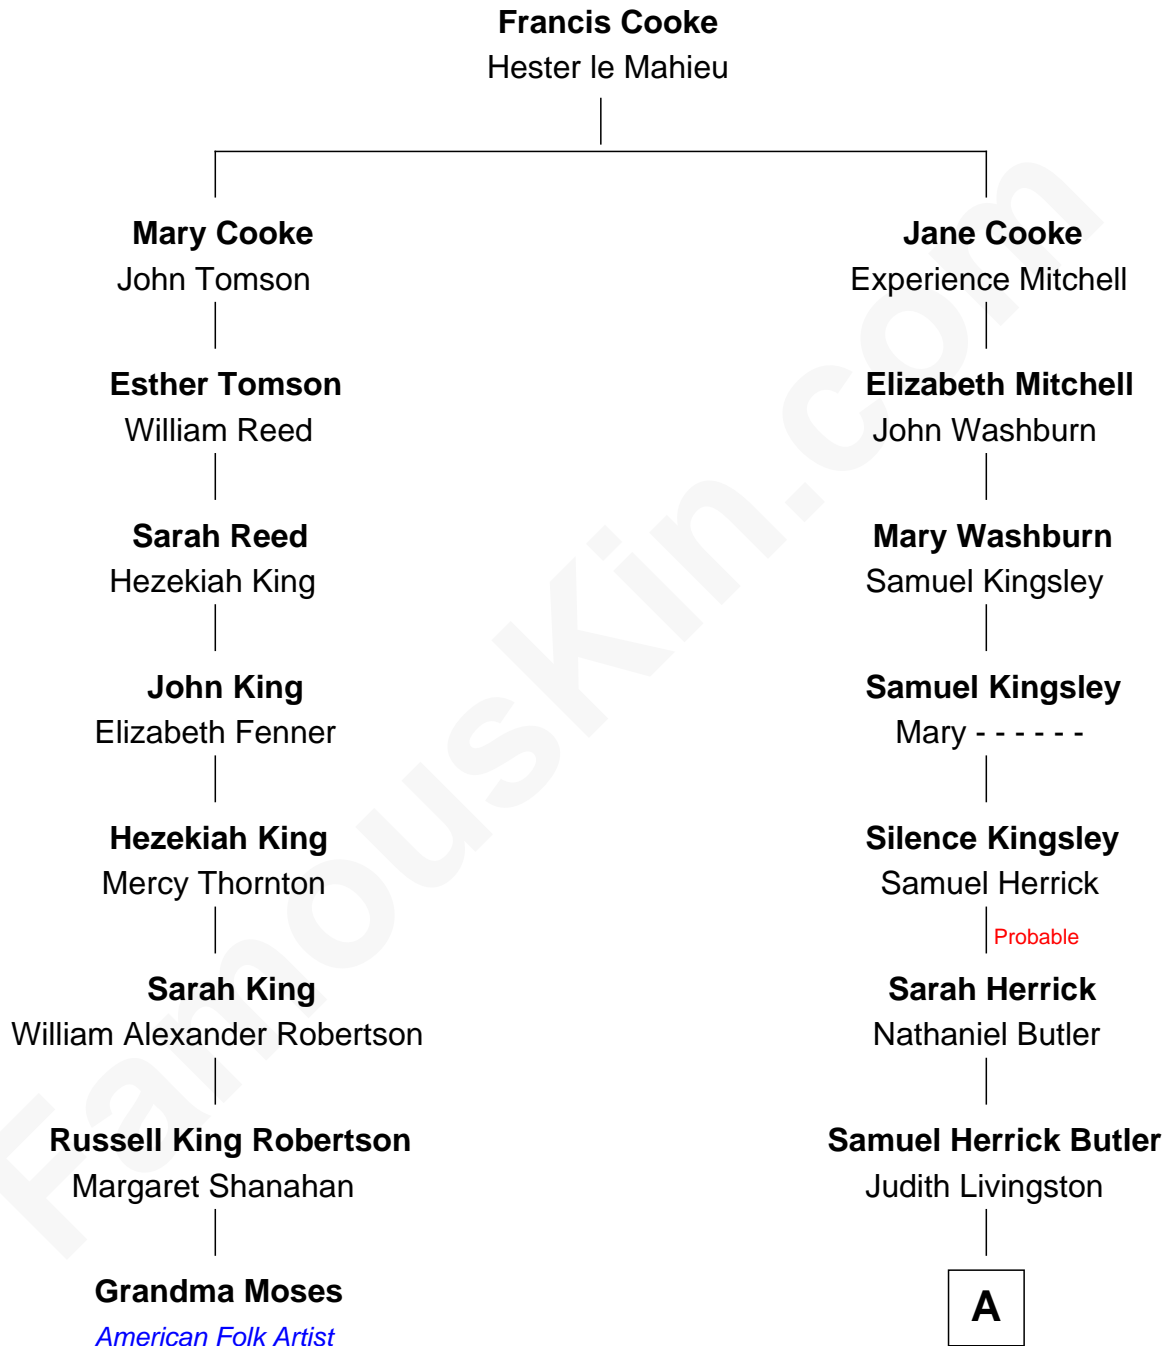 Francis Cooke
Hester le Mahieu
Mary Cooke
John Tomson
Jane Cooke
Experience Mitchell
Esther Tomson
William Reed
Elizabeth Mitchell
John Washburn
Sarah Reed
Hezekiah King
Mary Washburn
Samuel Kingsley
John King
Elizabeth Fenner
Samuel Kingsley
Mary - - - - - -
Hezekiah King
Mercy Thornton
Silence Kingsley
Samuel Herrick
Probable
Sarah King
William Alexander Robertson
Sarah Herrick
Nathaniel Butler
Russell King Robertson
Margaret Shanahan
Samuel Herrick Butler
Judith Livingston
Grandma Moses
American Folk Artist
A
FamousKin.com